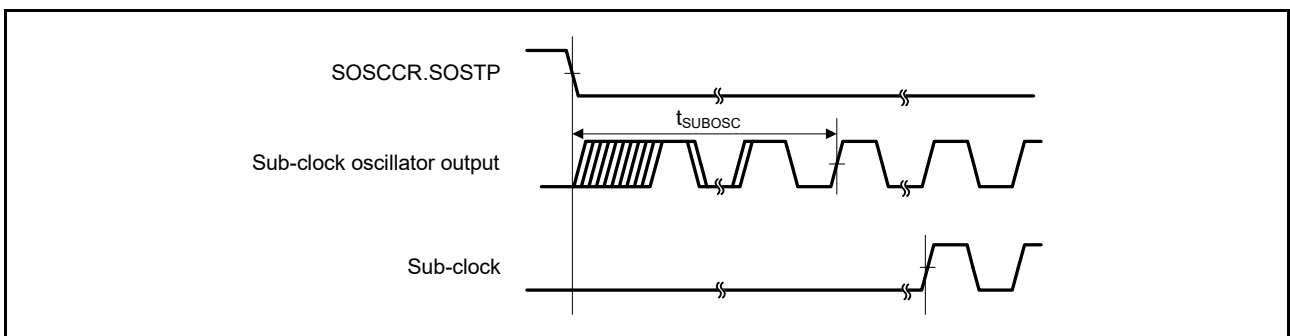 SOSCCR.SOSTP
tSUBOSC
Sub-clock oscillator output
Sub-clock